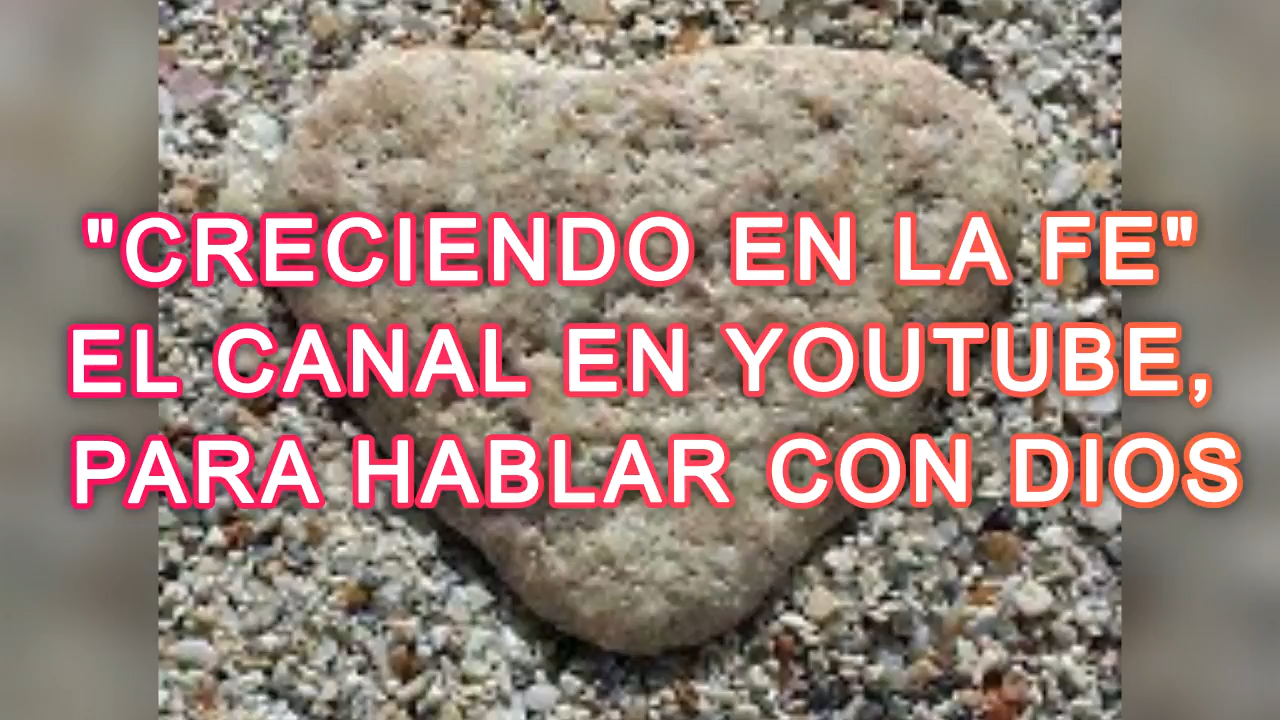 "CRECIENDO EN LA FE"
EL CANAL EN YOUTUBE,
PARA HABLAR CON DIOS